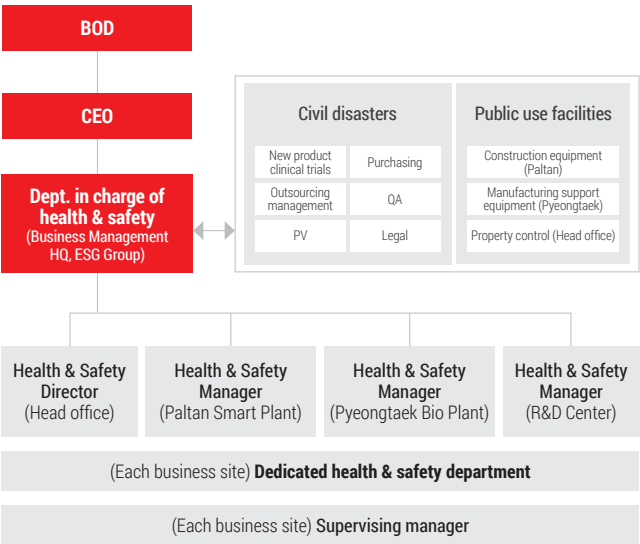 BOD
CEO
Dept. in charge of
health & safety
(Business Management
HQ, ESG Group)
Civil disasters
New product
clinical trials
Purchasing
Outsourcing
management
QA
PV
Legal
Public use facilities
Construction equipment
(Paltan)
Manufacturing support
equipment (Pyeongtaek)
Property control (Head office)
Health & Safety
Director
(Head office)
Health & Safety
Manager
(Paltan Smart Plant)
Health & Safety
Manager
(Pyeongtaek Bio Plant)
Health & Safety
Manager
(R&D Center)
(Each business site) Dedicated health & safety department
(Each business site) Supervising manager